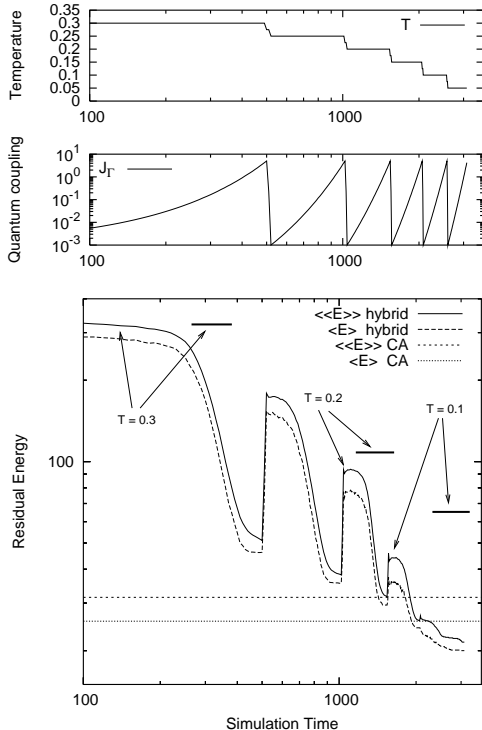 Temperature
0.3
0.25
0.2
0.15
0.1
0.05
0
T
100
1000
Quantum coupling
10^1
10^0
10^-1
10^-2
10^-3
J_Γ
100
1000
Residual Energy
100
<<E>> hybrid
<E> hybrid
<<E>> CA
<E> CA
T = 0.3
T = 0.2
T = 0.1
100
1000
Simulation Time